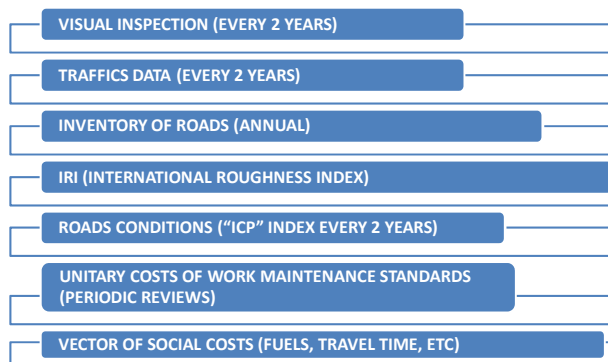 VISUAL INSPECTION (EVERY 2 YEARS)
TRAFFICS DATA (EVERY 2 YEARS)
INVENTORY OF ROADS (ANNUAL)
IRI (INTERNATIONAL ROUGHNESS INDEX)
ROADS CONDITIONS (“ICP” INDEX EVERY 2 YEARS)
UNITARY COSTS OF WORK MAINTENANCE STANDARDS
(PERIODIC REVIEWS)
VECTOR OF SOCIAL COSTS (FUELS, TRAVEL TIME, ETC)